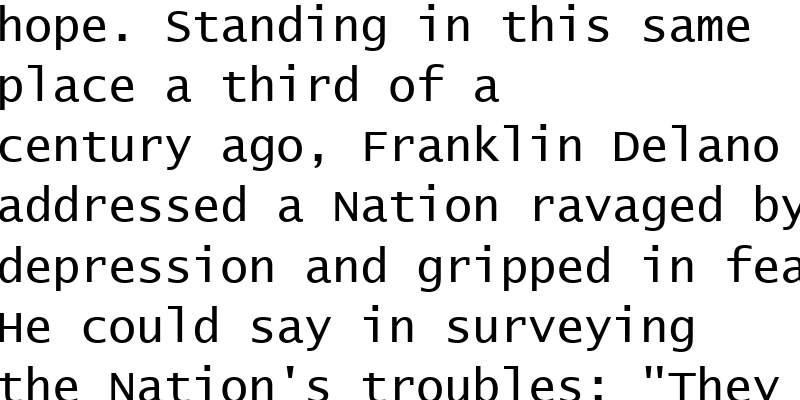 hope. Standing in this same
place a third of a
century ago, Franklin Delano
addressed a Nation ravaged by
depression and gripped in fea
He could say in surveying
the Nation's troubles: "They